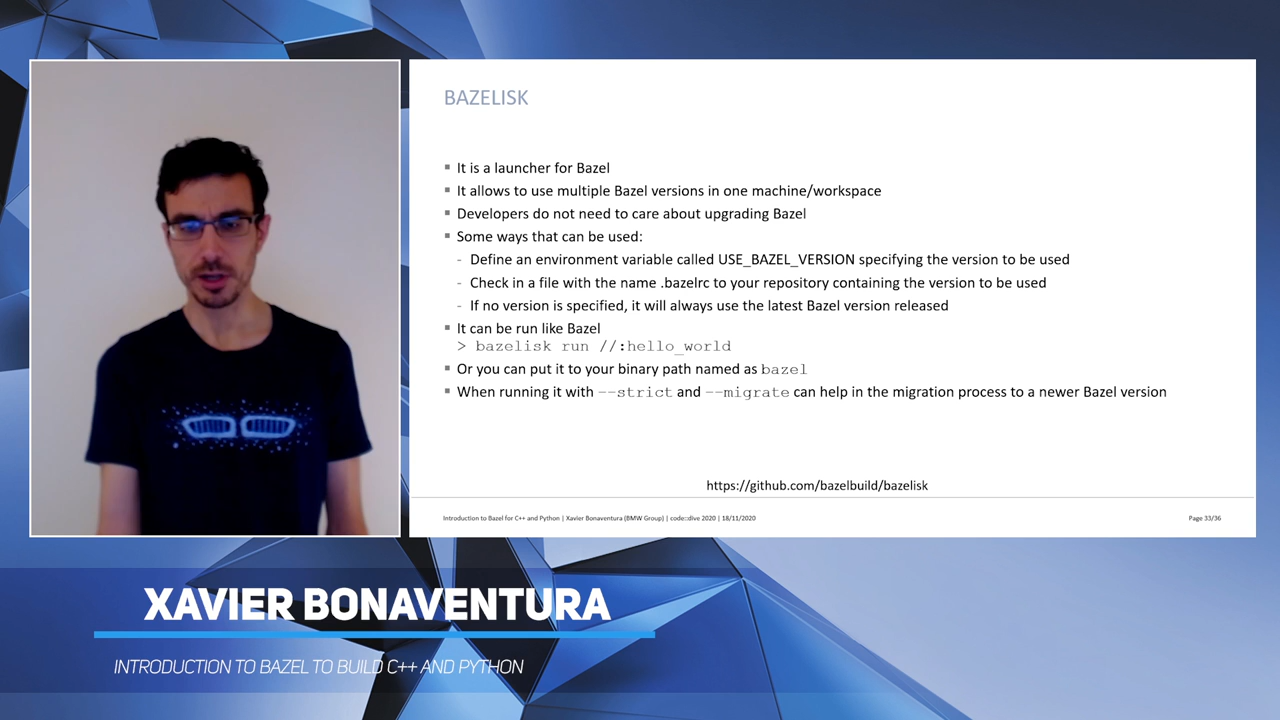 BAZELISK
▪ It is a launcher for Bazel
▪ It allows to use multiple Bazel versions in one machine/workspace
▪ Developers do not need to care about upgrading Bazel
▪ Some ways that can be used:
- Define an environment variable called USE_BAZEL_VERSION specifying the version to be used
- Check in a file with the name .bazelrc to your repository containing the version to be used
- If no version is specified, it will always use the latest Bazel version released
▪ It can be run like Bazel
> bazelisk run //:hello_world
▪ Or you can put it to your binary path named as bazel
▪ When running it with --strict and --migrate can help in the migration process to a newer Bazel version
https://github.com/bazelbuild/bazelisk
Introduction to Bazel for C++ and Python | Xavier Bonaventura (BMW Group) | code::dive 2020 | 18/11/2020
Page 33/36
XAVIER BONAVENTURA
INTRODUCTION TO BAZEL TO BUILD C++ AND PYTHON